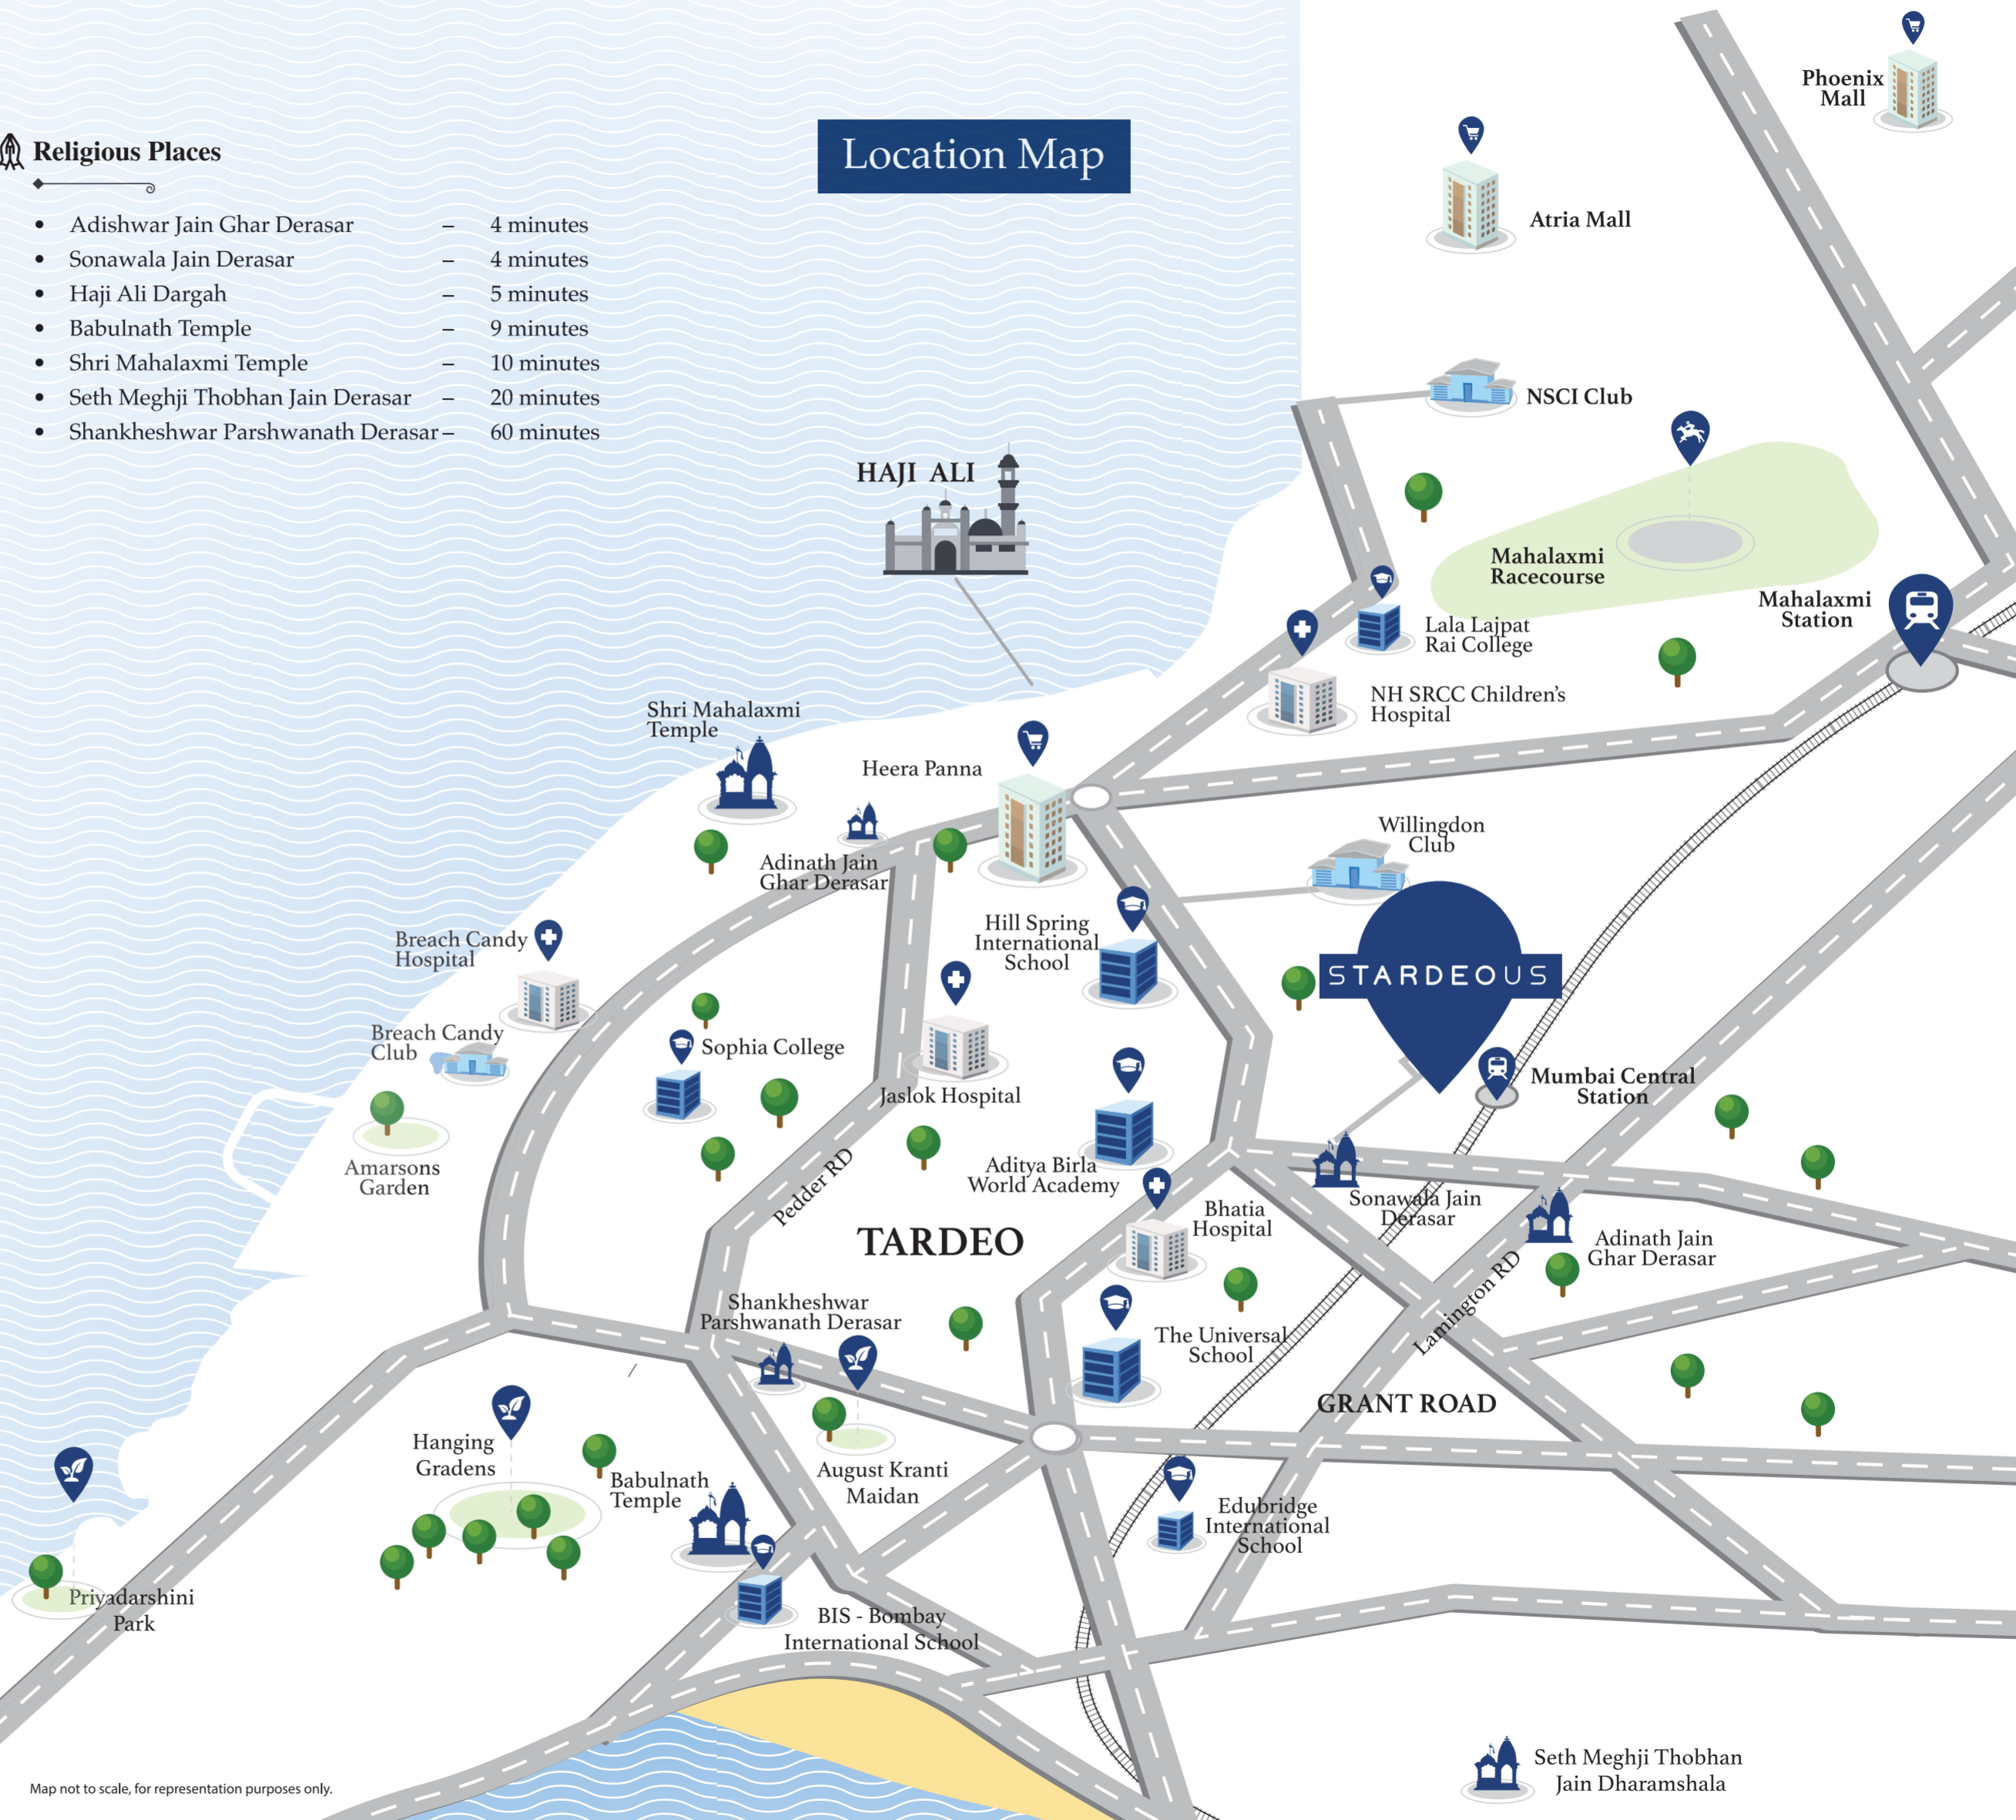 Location Map
Religious Places
• Adishwar Jain Ghar Derasar – 4 minutes
• Sonawala Jain Derasar – 4 minutes
• Haji Ali Dargah – 5 minutes
• Babulnath Temple – 9 minutes
• Shri Mahalaxmi Temple – 10 minutes
• Seth Meghji Thobhan Jain Derasar – 20 minutes
• Shankheshwar Parshwanath Derasar – 60 minutes
Phoenix
Mall
Atria Mall
NSCI Club
HAJI ALI
Mahalaxmi
Racecourse
Mahalaxmi
Station
Lala Lajpat
Rai College
NH SRCC Children's
Hospital
Shri Mahalaxmi
Temple
Heera Panna
Willingdon
Club
Adinath Jain
Ghar Derasar
Hill Spring
International
School
Breach Candy
Hospital
STARDEOUS
Breach Candy
Club
Sophia College
Jaslok Hospital
Mumbai Central
Station
Amarsons
Garden
Aditya Birla
World Academy
Pedder RD
Bhatia
Hospital
Sonawala Jain
Derasar
TARDEO
Adinath Jain
Ghar Derasar
Lamington RD
Shankheshwar
Parshwanath Derasar
The Universal
School
GRANT ROAD
Hanging
Gradens
August Kranti
Maidan
Babulnath
Temple
Edubridge
International
School
Priyadarshini
Park
BIS - Bombay
International School
Seth Meghji Thobhan
Jain Dharamshala
Map not to scale, for representation purposes only.